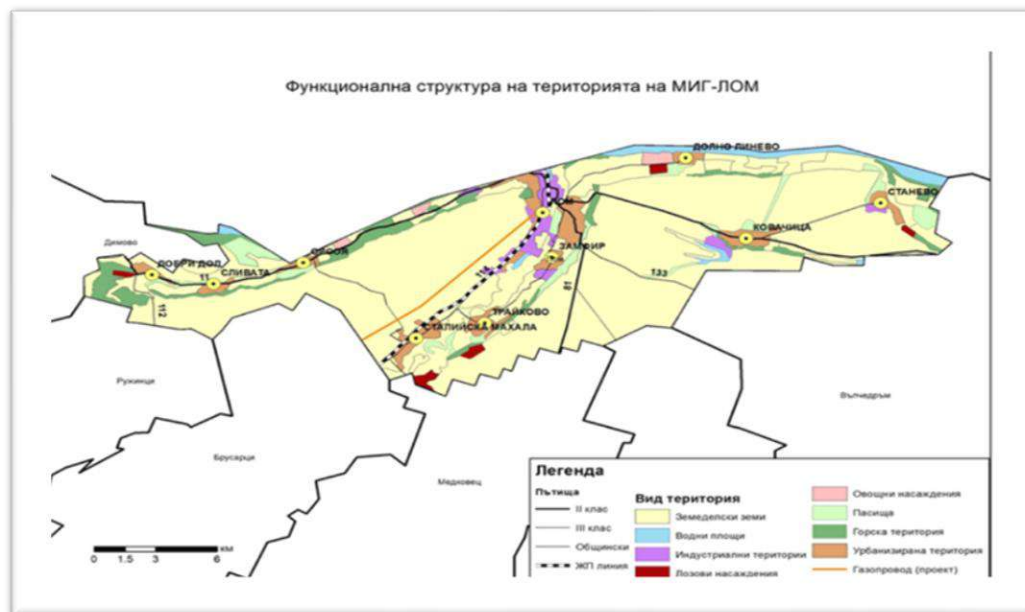 Функционална структура на територията на МИГ-ЛОМ
ДОЛНО ЛИНЕВО
СТАНЕВО
ЛОМ
КОВАЧИЦА
Димово
ОРСОЯ
ЗАМФИР
ДОБРИ ДОЛ
11
СЛИВАТА
133
81
112
ТРАЙКОВО
СТАЛИЙСКА МАХАЛА
Ружинци
Вълчедръм
Брусарци
Медковец
Легенда
Пътища
II клас
III клас
Общински
ЖП линия
Вид територия
Земеделски земи
Водни площи
Индустриални територии
Лозови насаждения
Овощни насаждения
Пасища
Горска територия
Урбанизирана територия
Газопровод (проект)
км
0 1.5 3 6